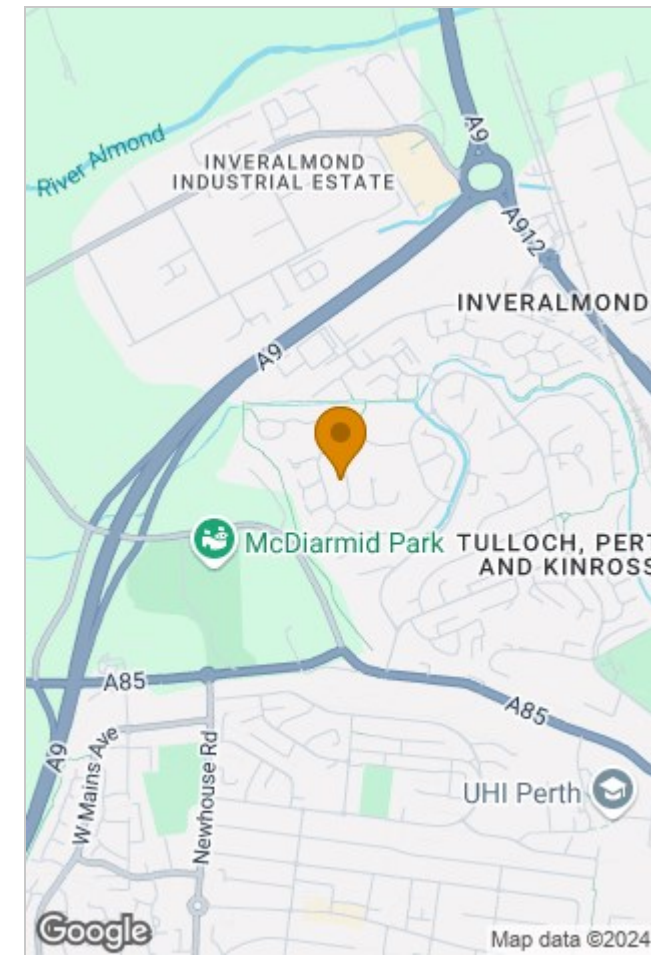 A9
River Almond
INVERALMOND
INDUSTRIAL ESTATE
A912
INVERALMOND
A9
McDiarmid Park
TULLOCH, PERT
AND KINROSS
A85
A85
A9
W Mains Ave
Newhouse Rd
UHI Perth
Google
Map data ©2024